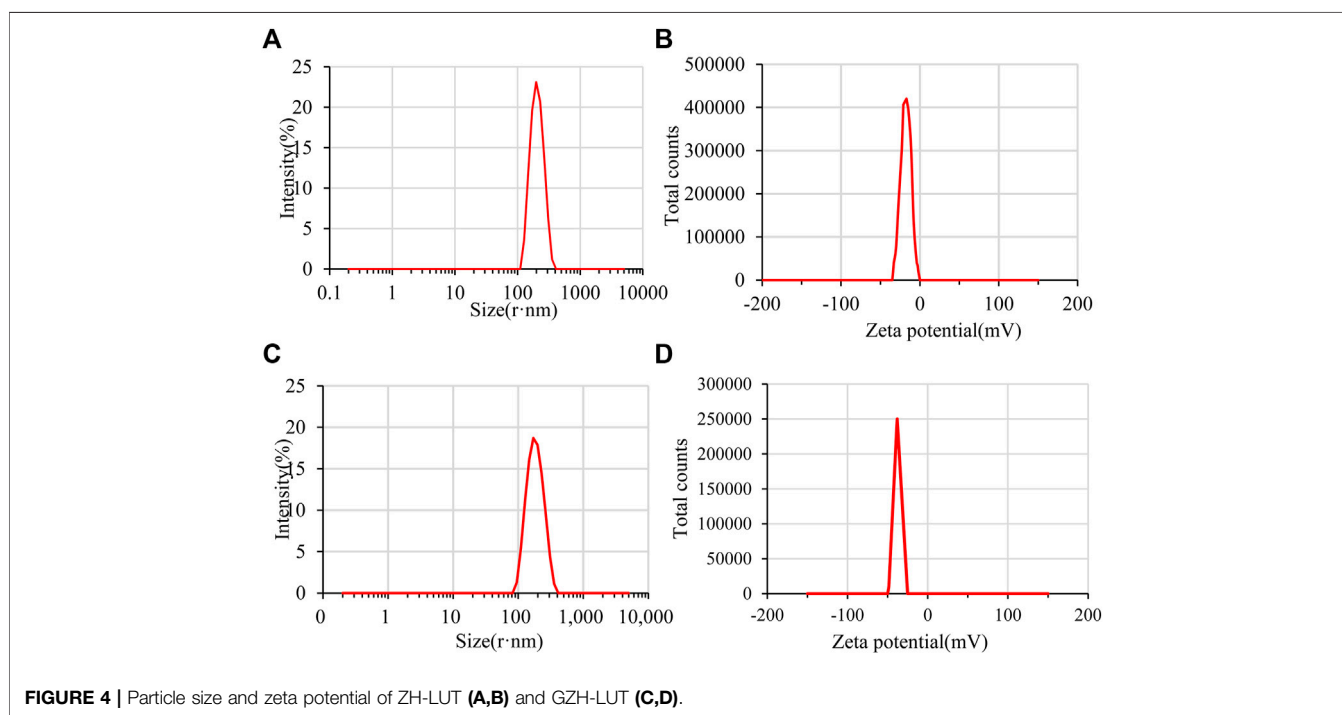 A
25
20
15
10
5
0
Intensity(%)
0.1 1 10 100 1000 10000
Size(r·nm)
B
500000
400000
300000
200000
100000
0
Total counts
-200 -100 0 100 200
Zeta potential(mV)
C
25
20
15
10
5
0
Intensity(%)
0 1 10 100 1,000 10,000
Size(r·nm)
D
300000
250000
200000
150000
100000
50000
0
Total counts
-200 -100 0 100 200
Zeta potential(mV)
FIGURE 4 | Particle size and zeta potential of ZH-LUT (A,B) and GZH-LUT (C,D).